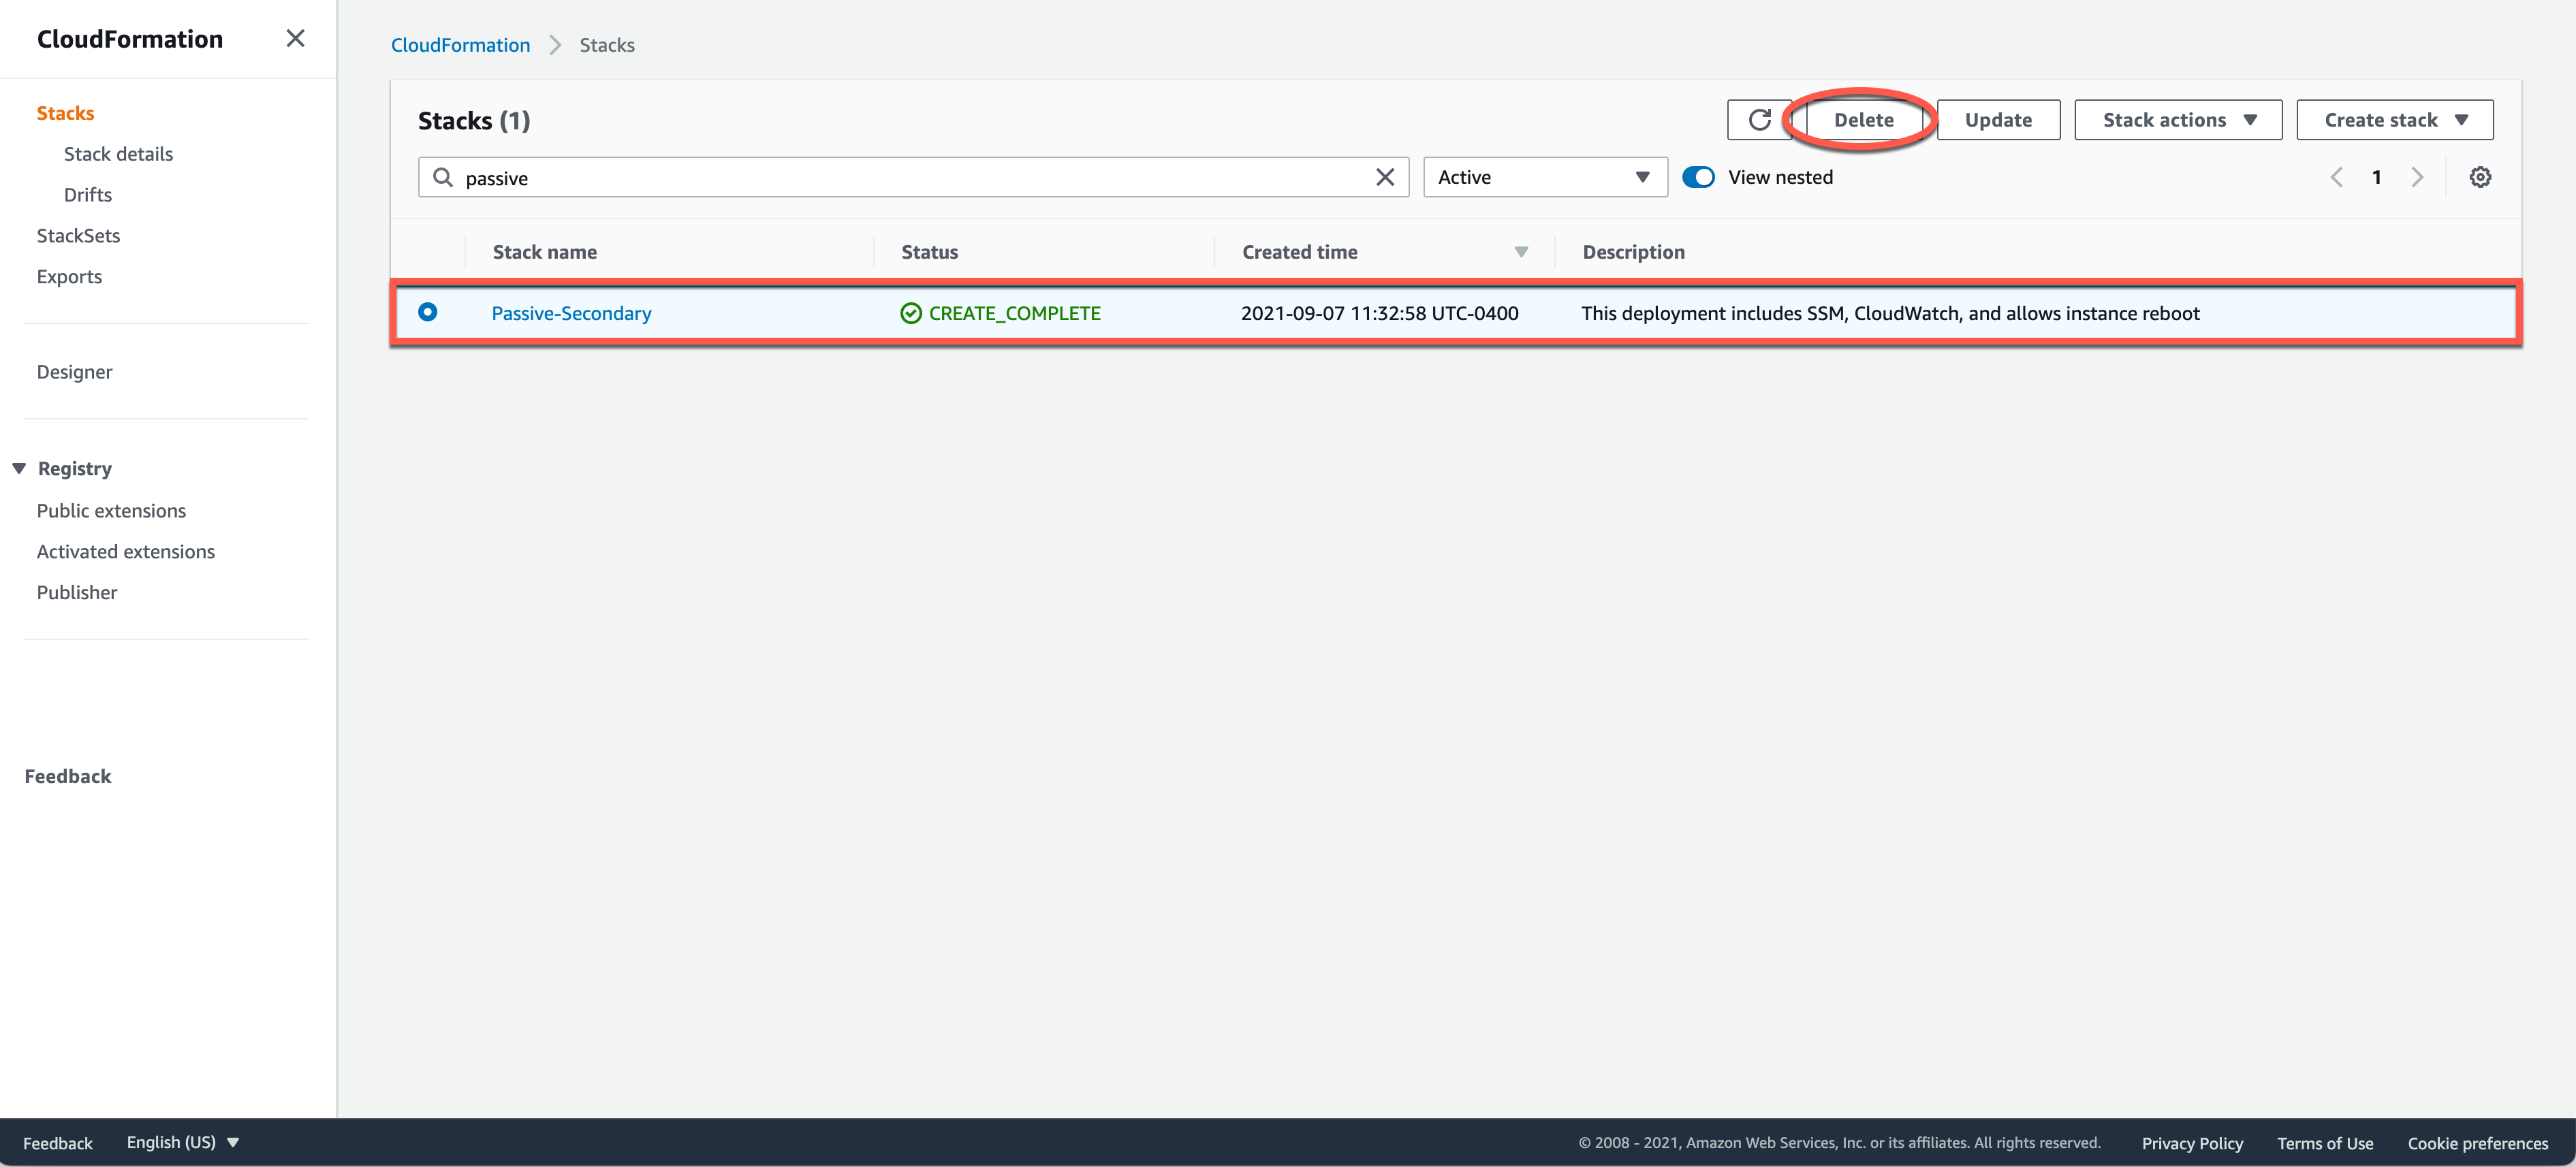 CloudFormation
Stacks
Stack details
Drifts
StackSets
Exports
Designer
Registry
Public extensions
Activated extensions
Publisher
Feedback
CloudFormation Stacks
Stacks (1)
Delete Update Stack actions Create stack
passive Active View nested 1
Stack name Status Created time Description
Passive-Secondary CREATE_COMPLETE 2021-09-07 11:32:58 UTC-0400 This deployment includes SSM, CloudWatch, and allows instance reboot
Feedback English (US) © 2008 - 2021, Amazon Web Services, Inc. or its affiliates. All rights reserved. Privacy Policy Terms of Use Cookie preferences